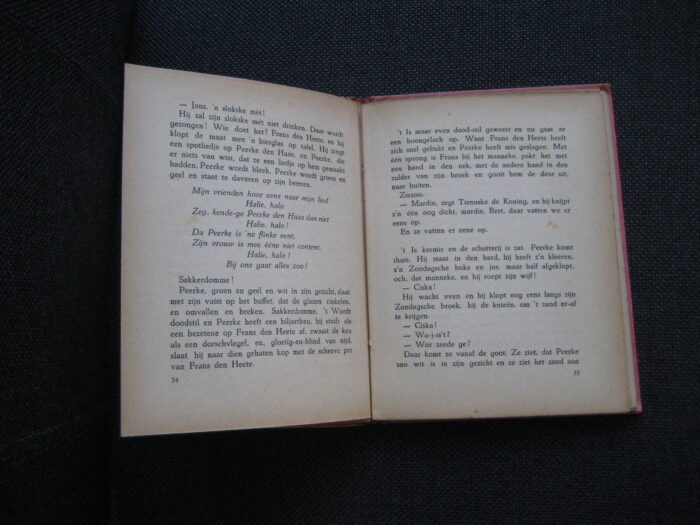 — Jans, 'n slokske met!
Hij zal zijn slokske met niet drinken. Daar wordt
gezongen! Wie doet het? Frans den Heete, en hij
klopt de maat mee 'n bierglas op tafel. Hij zingt
een spotliedje op Peerke den Haan, en Peerke, die
er niets van wist, dat ze een liedje op hem gemaakt
hadden, Peerke wordt bleek, Peerke wordt groen en
geel en staat te daveren op zijn beenen.
Mijn vrienden hoor eens naar mijn lied
Halie, halo
Zeg, kende-ge Peerke den Haas dan niet
Halie, halo!
Da Peerke is 'ne flinke vent,
Zijn vrouw is mee ééne niet content.
Halie, halo!
Bij ons gaat alles zoo!
Sakkerdomme!
Peerke, groen en geel en wit in zijn gezicht, slaat
met zijn vuist op het buffet, dat de glazen rinkelen,
en omvallen en breken. Sakkerdomme, 't Wordt
doodstil en Peerke heeft een biljartkeu, bij stuift als
een bezetene op Frans den Heete af, zwaait de keu
als een dorschvlegel, en, gloeiig-en-blind van nijd,
slaat hij naar dien gehaten kop met de scheeve pet
van Frans den Heete.
34
't Is maar even dood-stil geweest en nu gaat er
een hoongelach op. Want Frans den Heete heeft
zich snel gebukt en Peerke heeft mis geslagen. Met
één sprong is Frans bij het manneke, pakt het met
een hand in den nek, met de andere hand in den
zulder van zijn broek en gooit hem de deur uit,
naar buiten.
Ziezoo.
— Mardie, zegt Tienuske de Koning, en hij knijpt
z'n één oog dicht, mardie, Bert, daar vatten we er
eene op.
En ze vatten er eene op.
't Is kermis en de schutterij is zat. Peerke komt
thuis. Hij staat in den herd, hij heeft z'n kleeren,
z'n Zondagsche boks en jas, maar half afgeklopt,
och, dat manneke, en hij roept zijn wijf!
— Ciska!
Hij wacht even en hij klopt nog eens langs zijn
Zondagsche broek, bij de knieën, om 't zand er-af
te krijgen.
— Ciska!
— Wa-j-is't?
— Wor zeede ge?
Daar komt ze vanaf de goot. Ze ziet, dat Peerke
zoo wit is in zijn gezicht en ze ziet het zand aan
35